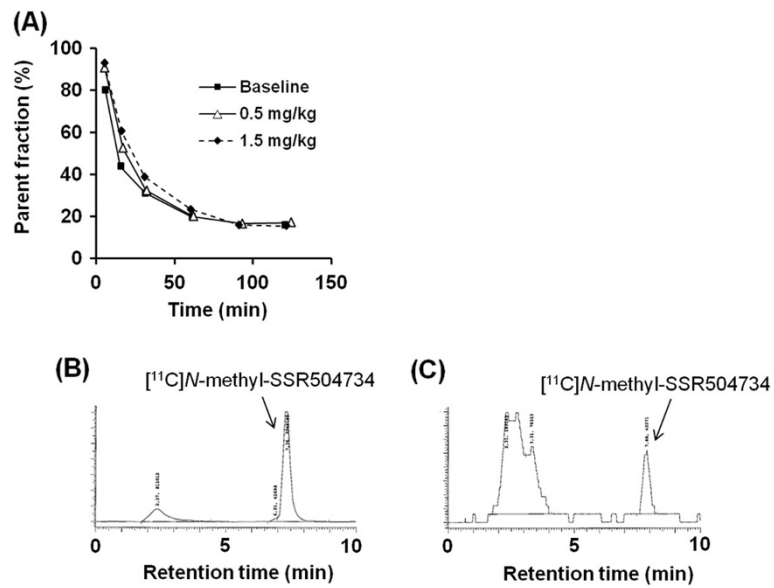 (A)
100
80
60
40
20
0
Parent fraction (%)
Baseline
0.5 mg/kg
1.5 mg/kg
0 50 100 150
Time (min)
(B)
[¹¹C]N-methyl-SSR504734
0 5 10
Retention time (min)
(C)
[¹¹C]N-methyl-SSR504734
0 5 10
Retention time (min)